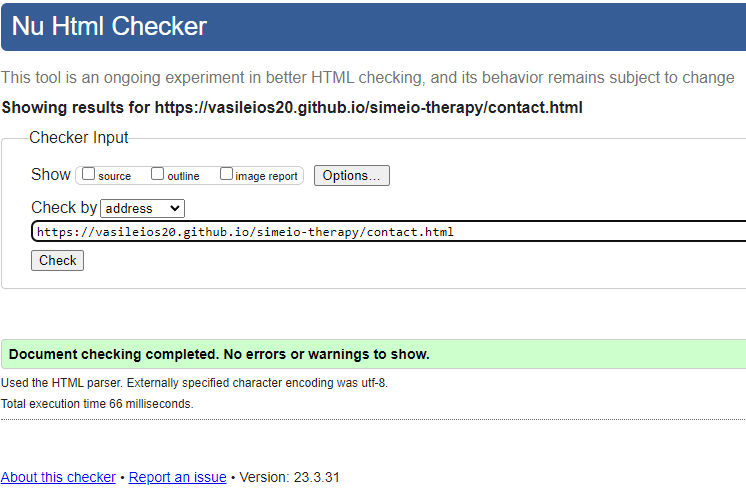 Nu Html Checker
This tool is an ongoing experiment in better HTML checking, and its behavior remains subject to change
Showing results for https://vasileios20.github.io/simeio-therapy/contact.html
Checker Input
Show source outline image report Options...
Check by address
https://vasileios20.github.io/simeio-therapy/contact.html
Check
Document checking completed. No errors or warnings to show.
Used the HTML parser. Externally specified character encoding was utf-8.
Total execution time 66 milliseconds.
About this checker • Report an issue • Version: 23.3.31